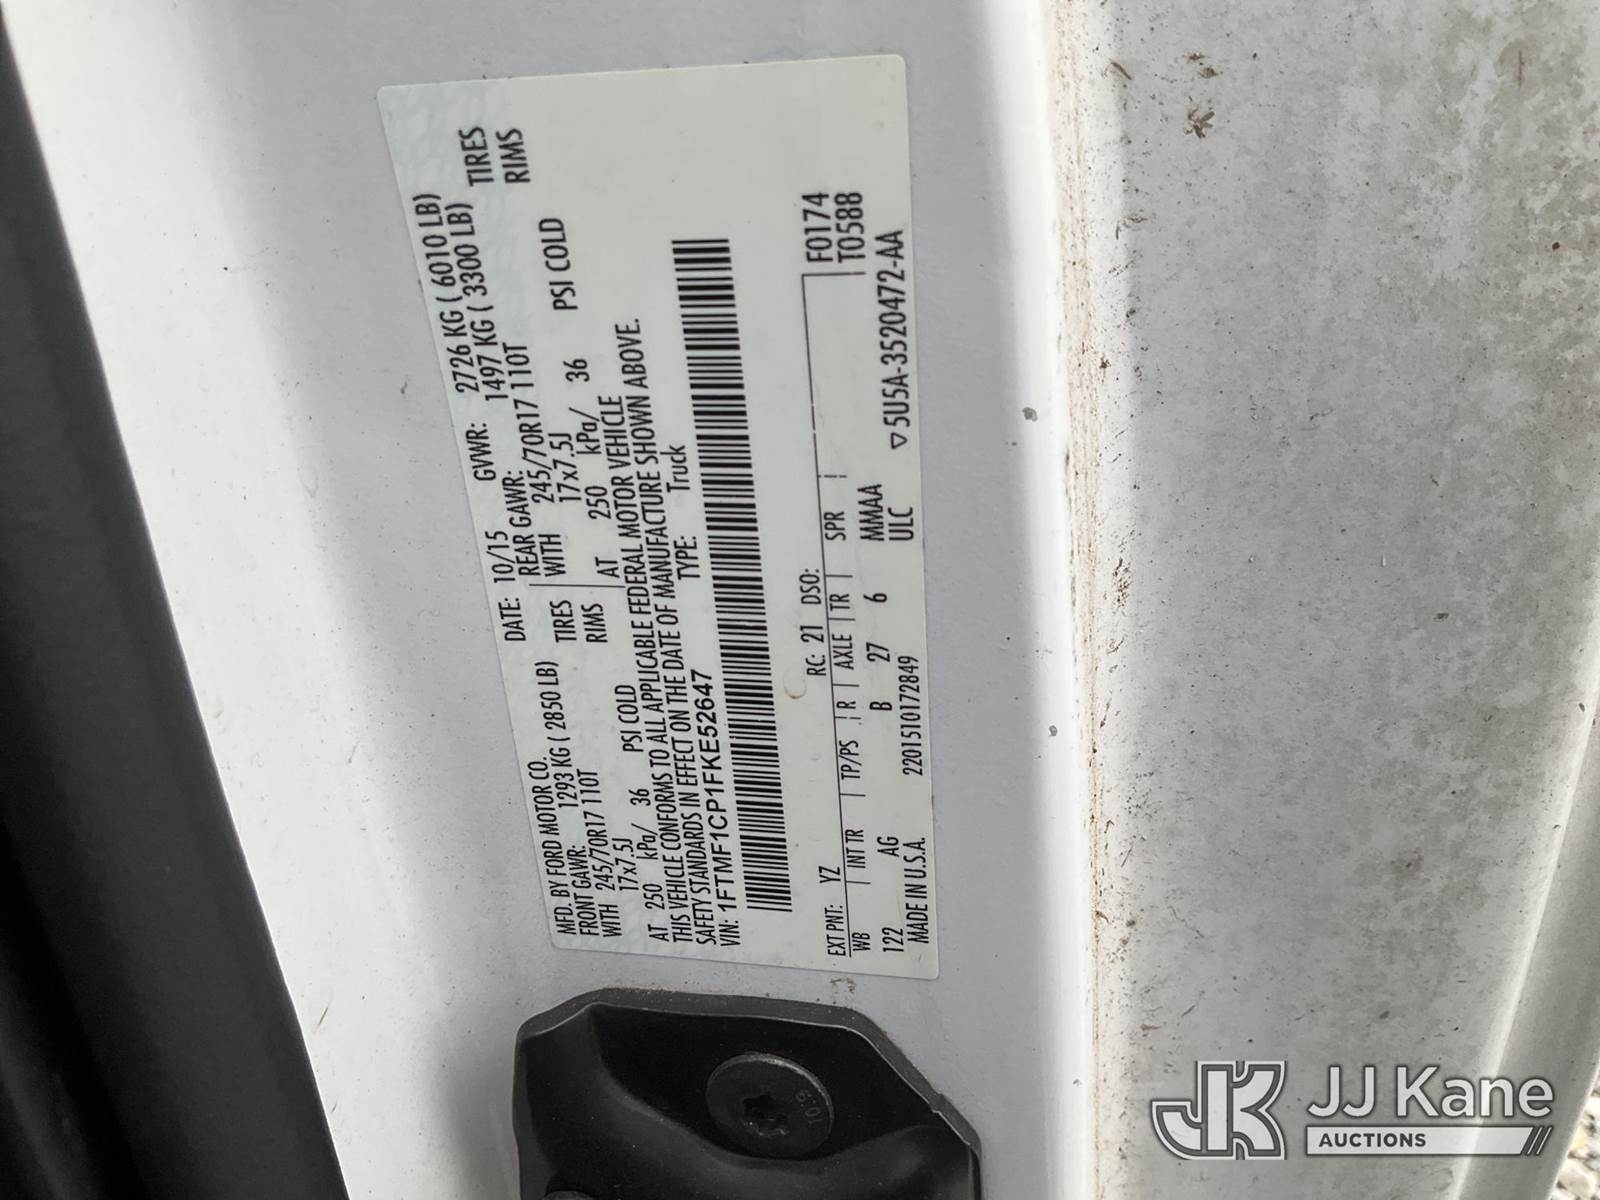 MFD. BY FORD MOTOR CO. DATE: 10/15 GVWR: 2726 KG ( 6010 LB)
FRONT GAWR: 1293 KG ( 2850 LB) REAR GAWR: 1497 KG ( 3300 LB)
WITH 245/70R17 110T TIRES WITH 245/70R17 110T TIRES
17x7.5J RIMS 17x7.5J RIMS
AT 250 kPa/ 36 PSI COLD AT 250 kPa/ 36 PSI COLD
THIS VEHICLE CONFORMS TO ALL APPLICABLE FEDERAL MOTOR VEHICLE
SAFETY STANDARDS IN EFFECT ON THE DATE OF MANUFACTURE SHOWN ABOVE.
VIN: 1FTMF1CP1FKE52647 TYPE: Truck
EXT PNT: YZ RC: 21 DSO: F0174
WB INT TR TP/PS R AXLE TR SPR T0588
122 AG B 27 6 MMAA
MADE IN U.S.A. 220151017 2849 ULC ▽5U5A-3520472-AA
10.9
JK JJ Kane
AUCTIONS